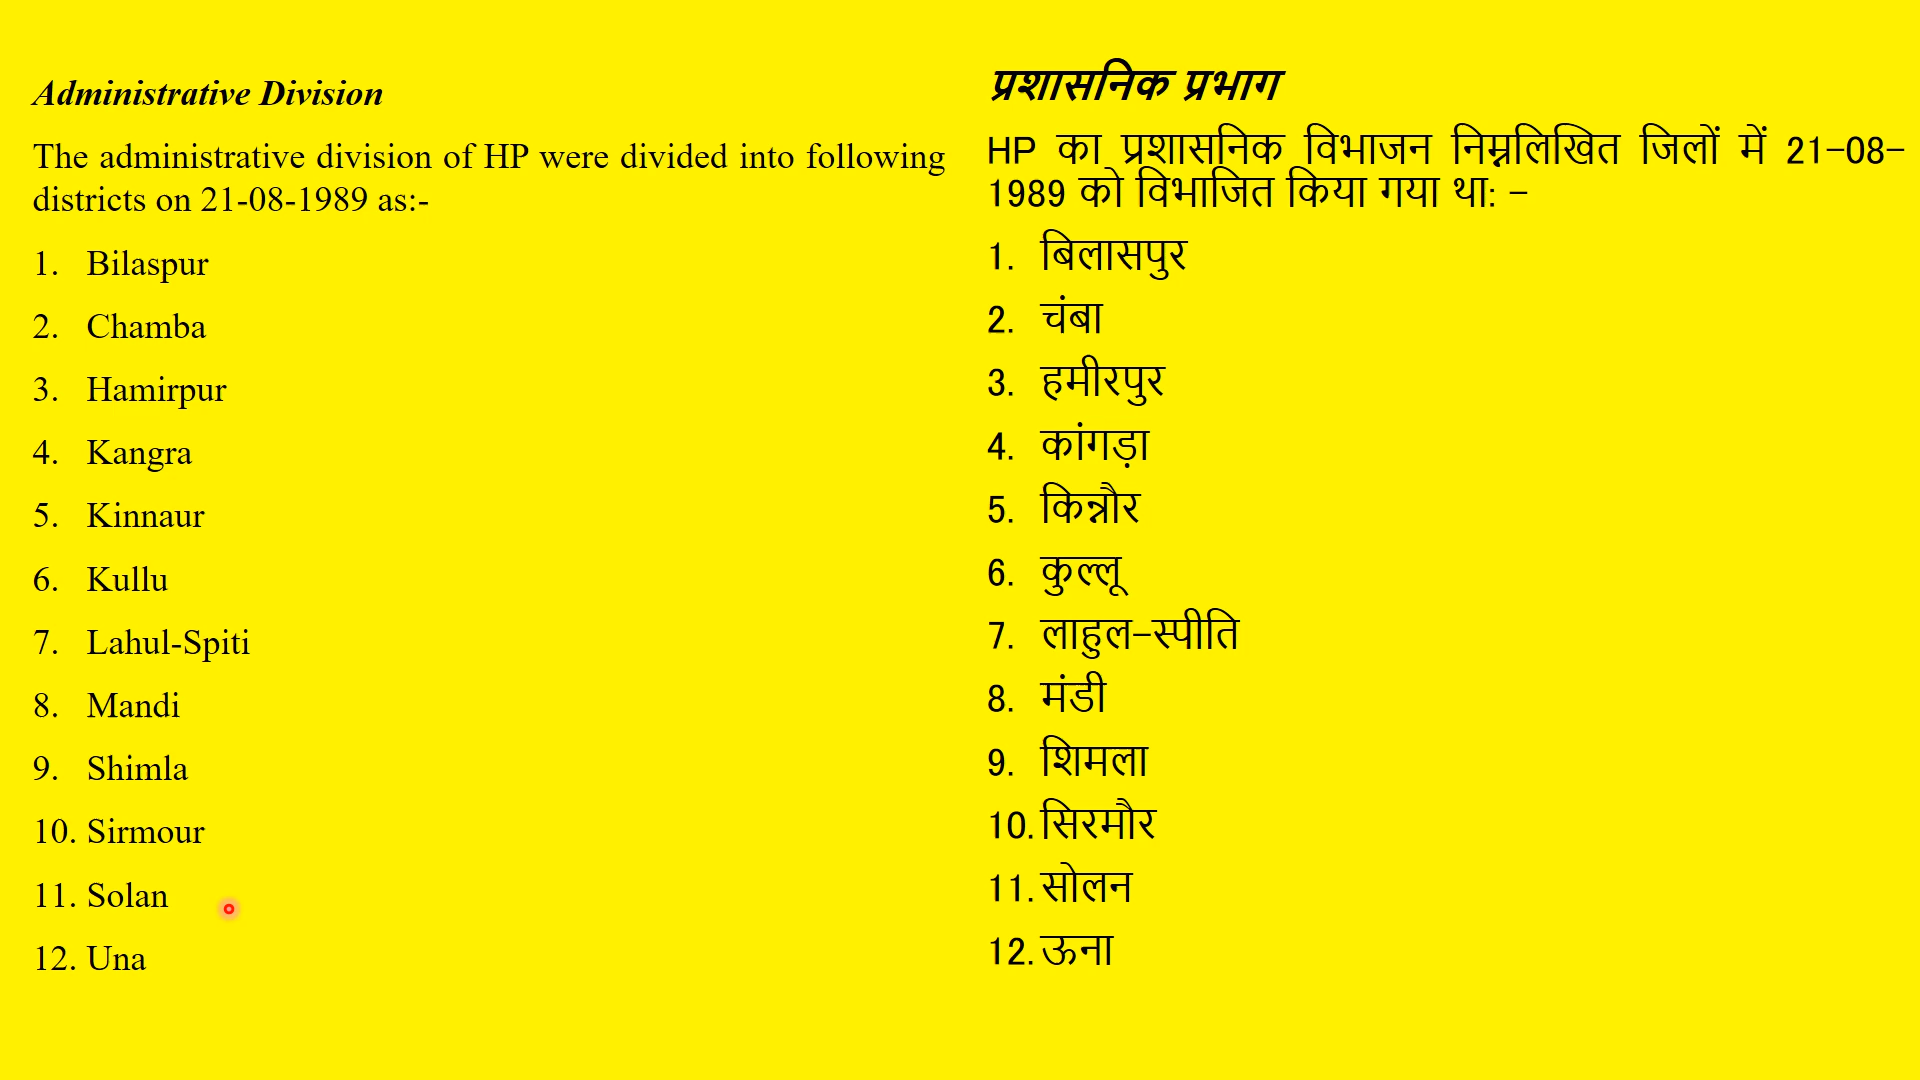 Administrative Division
The administrative division of HP were divided into following
districts on 21-08-1989 as:-
1. Bilaspur
2. Chamba
3. Hamirpur
4. Kangra
5. Kinnaur
6. Kullu
7. Lahul-Spiti
8. Mandi
9. Shimla
10. Sirmour
11. Solan
12. Una
प्रशासनिक प्रभाग
HP का प्रशासनिक विभाजन निम्नलिखित जिलों में 21-08-
1989 को विभाजित किया गया था: -
1. बिलासपुर
2. चंबा
3. हमीरपुर
4. कांगड़ा
5. किन्नौर
6. कुल्लू
7. लाहुल-स्पीति
8. मंडी
9. शिमला
10. सिरमौर
11. सोलन
12. ऊना